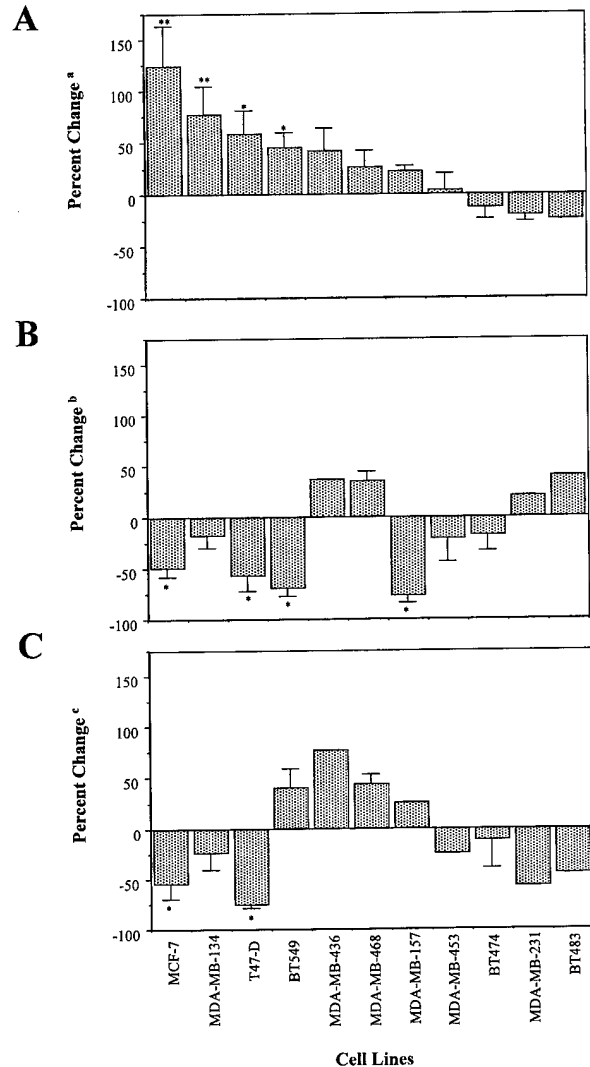 A
Percent Change a
150
100
50
0
-50
-100
**
**
*
*
B
Percent Change b
150
100
50
0
-50
-100
*
*
*
*
C
Percent Change c
150
100
50
0
-50
-100
*
*
MCF-7
MDA-MB-134
T47-D
BT549
MDA-MB-436
MDA-MB-468
MDA-MB-157
MDA-MB-453
BT474
MDA-MB-231
BT483
Cell Lines